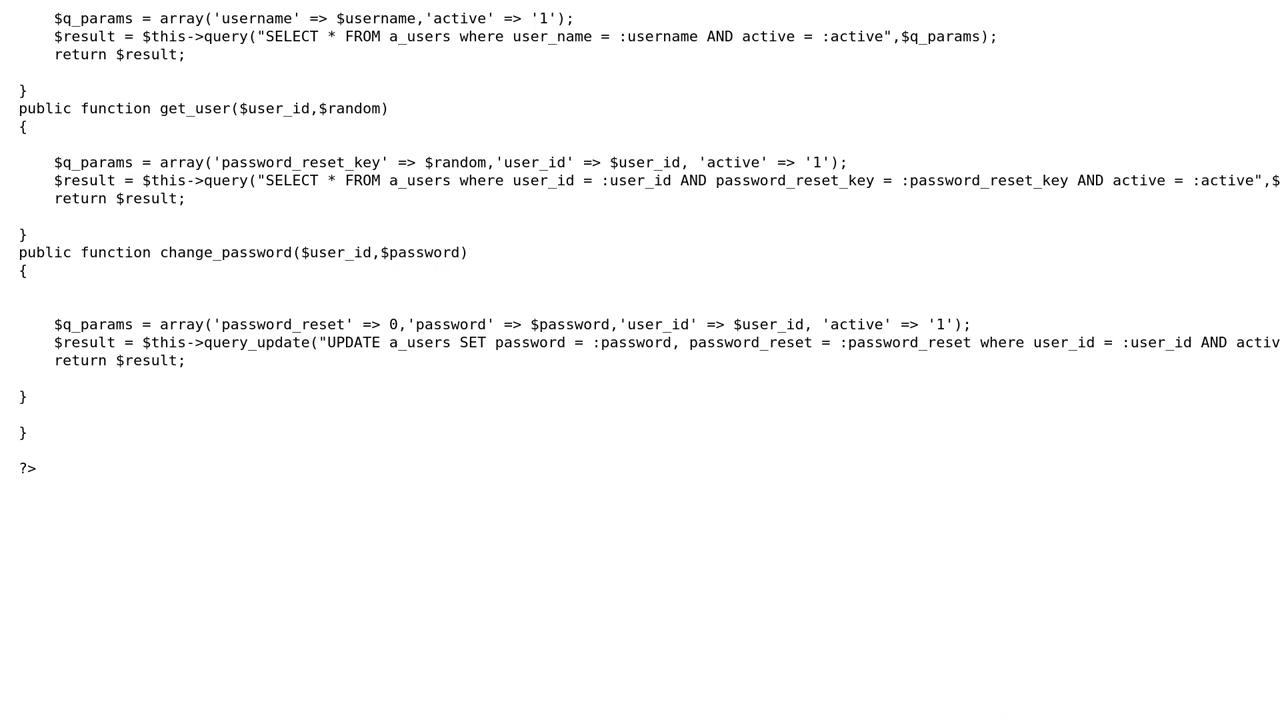 $q_params = array('username' => $username,'active' => '1');
$result = $this->query("SELECT * FROM a_users where user_name = :username AND active = :active",$q_params);
return $result;
}
public function get_user($user_id,$random)
{
$q_params = array('password_reset_key' => $random,'user_id' => $user_id, 'active' => '1');
$result = $this->query("SELECT * FROM a_users where user_id = :user_id AND password_reset_key = :password_reset_key AND active = :active",$
return $result;
}
public function change_password($user_id,$password)
{
$q_params = array('password_reset' => 0,'password' => $password,'user_id' => $user_id, 'active' => '1');
$result = $this->query_update("UPDATE a_users SET password = :password, password_reset = :password_reset where user_id = :user_id AND activ
return $result;
}
}
?>